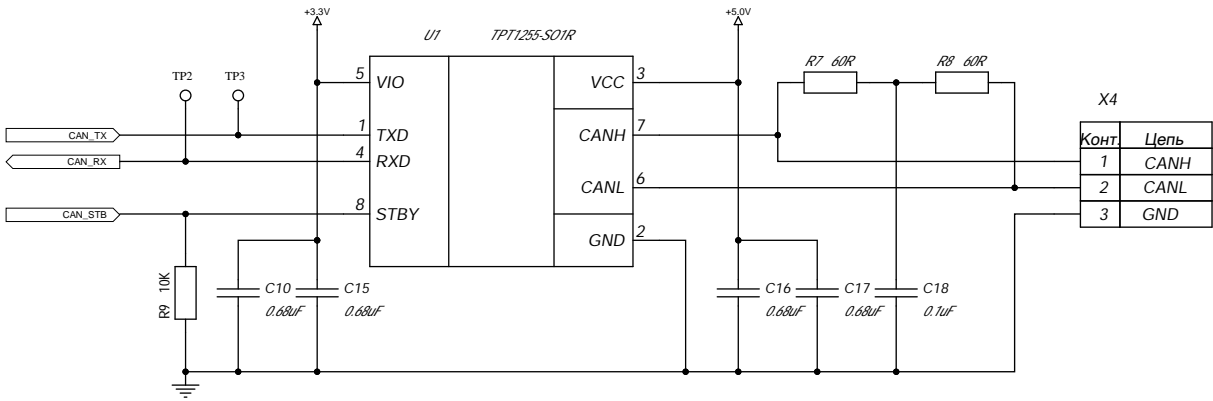 +3.3V
+5.0V
U1 TPT1255-SO1R
R7 60R
R8 60R
TP2
TP3
5 VIO
VCC 3
X4
CAN_TX
1 TXD
CANH 7
Конт. Цепь
CAN_RX
4 RXD
1 CANH
CANL 6
2 CANL
CAN_STB
8 STBY
3 GND
GND 2
R9 10K
C10
0.68uF
C15
0.68uF
C16
0.68uF
C17
0.68uF
C18
0.1uF